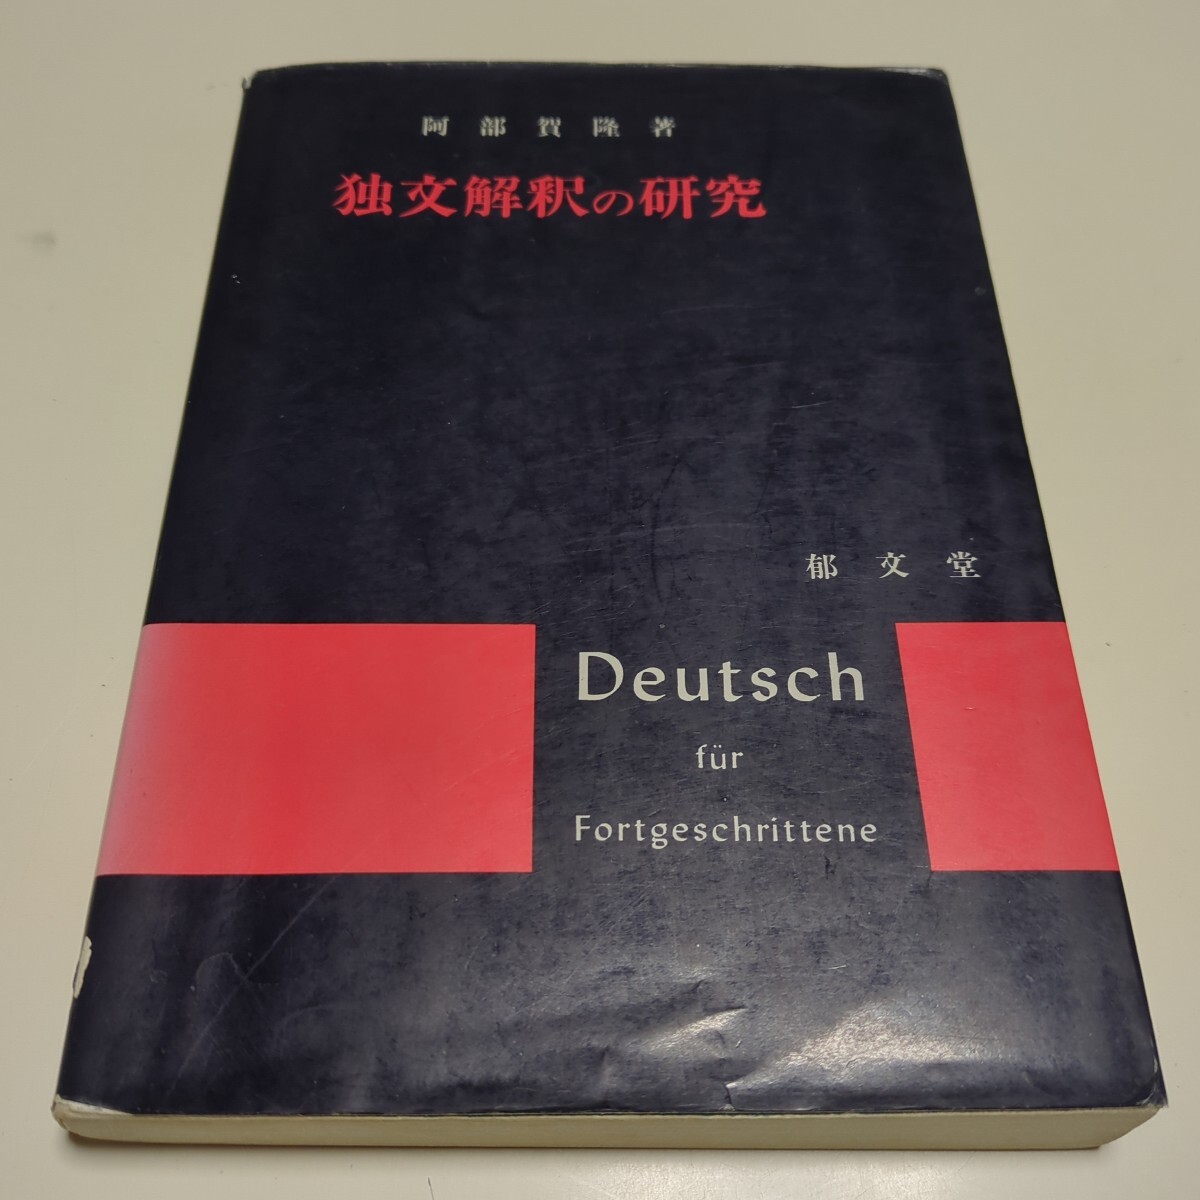 阿部賀隆著
独文解釈の研究
郁文堂
Deutsch
für
Fortgeschrittene